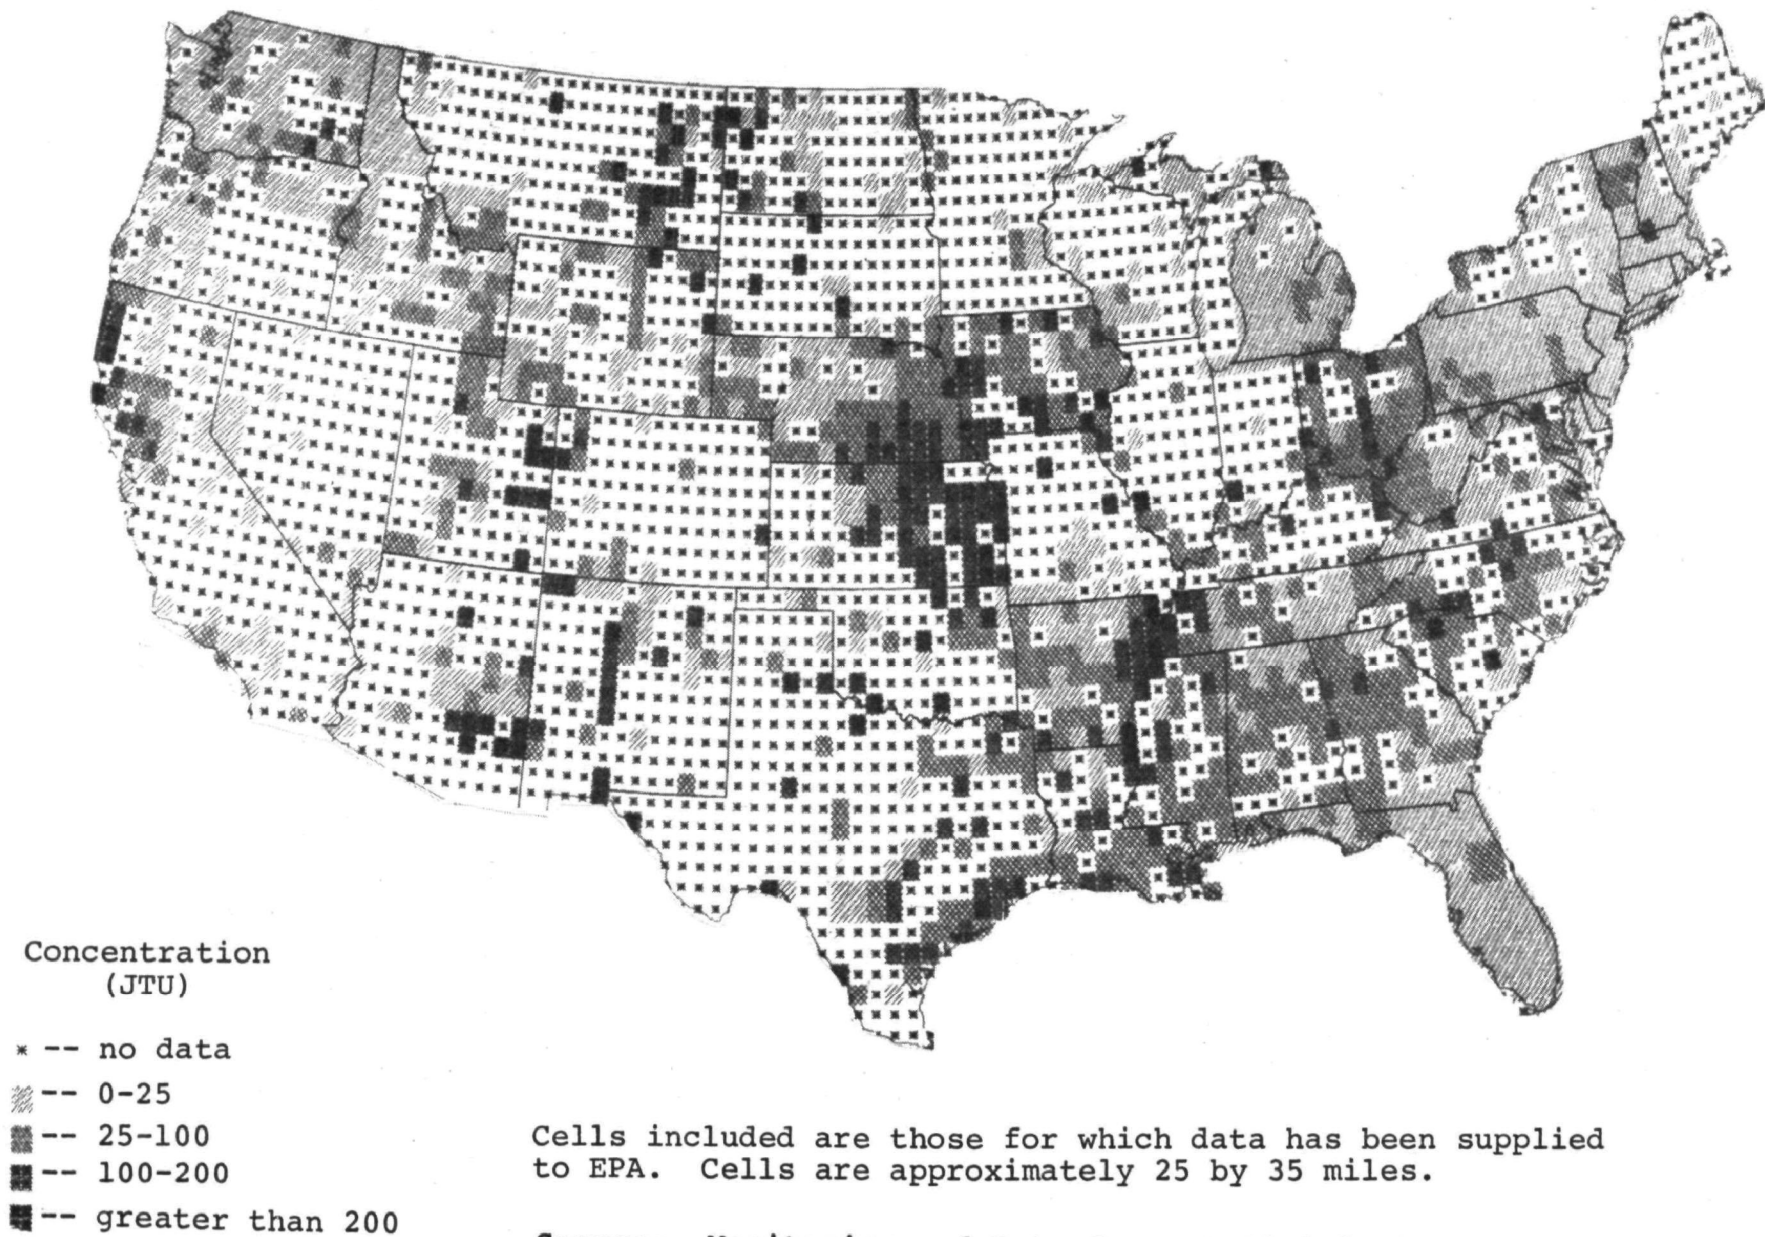 Concentration
(JTU)
* -- no data
-- 0-25
-- 25-100
-- 100-200
-- greater than 200
Cells included are those for which data has been supplied
to EPA. Cells are approximately 25 by 35 miles.